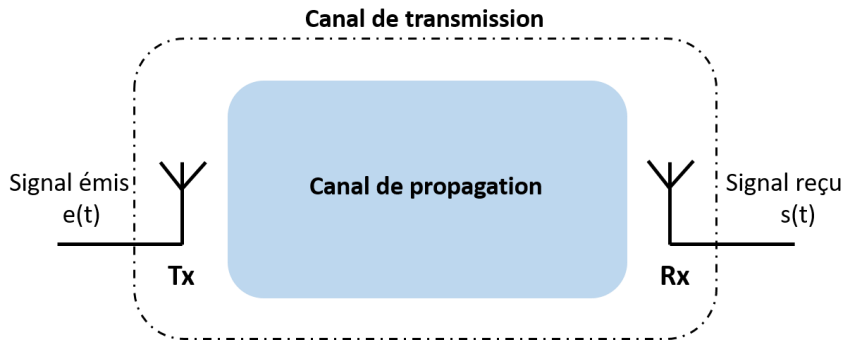 Canal de transmission
Canal de propagation
Signal émis
e(t)
Signal reçu
s(t)
Tx
Rx